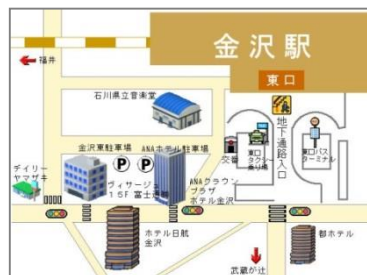 金沢駅
東口
福井
石川県立音楽堂
地下通路入口
金沢東駐車場
ANAホテル駐車場
P
P
交番
東口
タクシー
乗り場
東口バス
ターミナル
デイリー
ヤマザキ
ヴィサージュ
15F 富士通
ANAクラウン
プラザ
ホテル金沢
ホテル日航
金沢
都ホテル
武蔵が辻